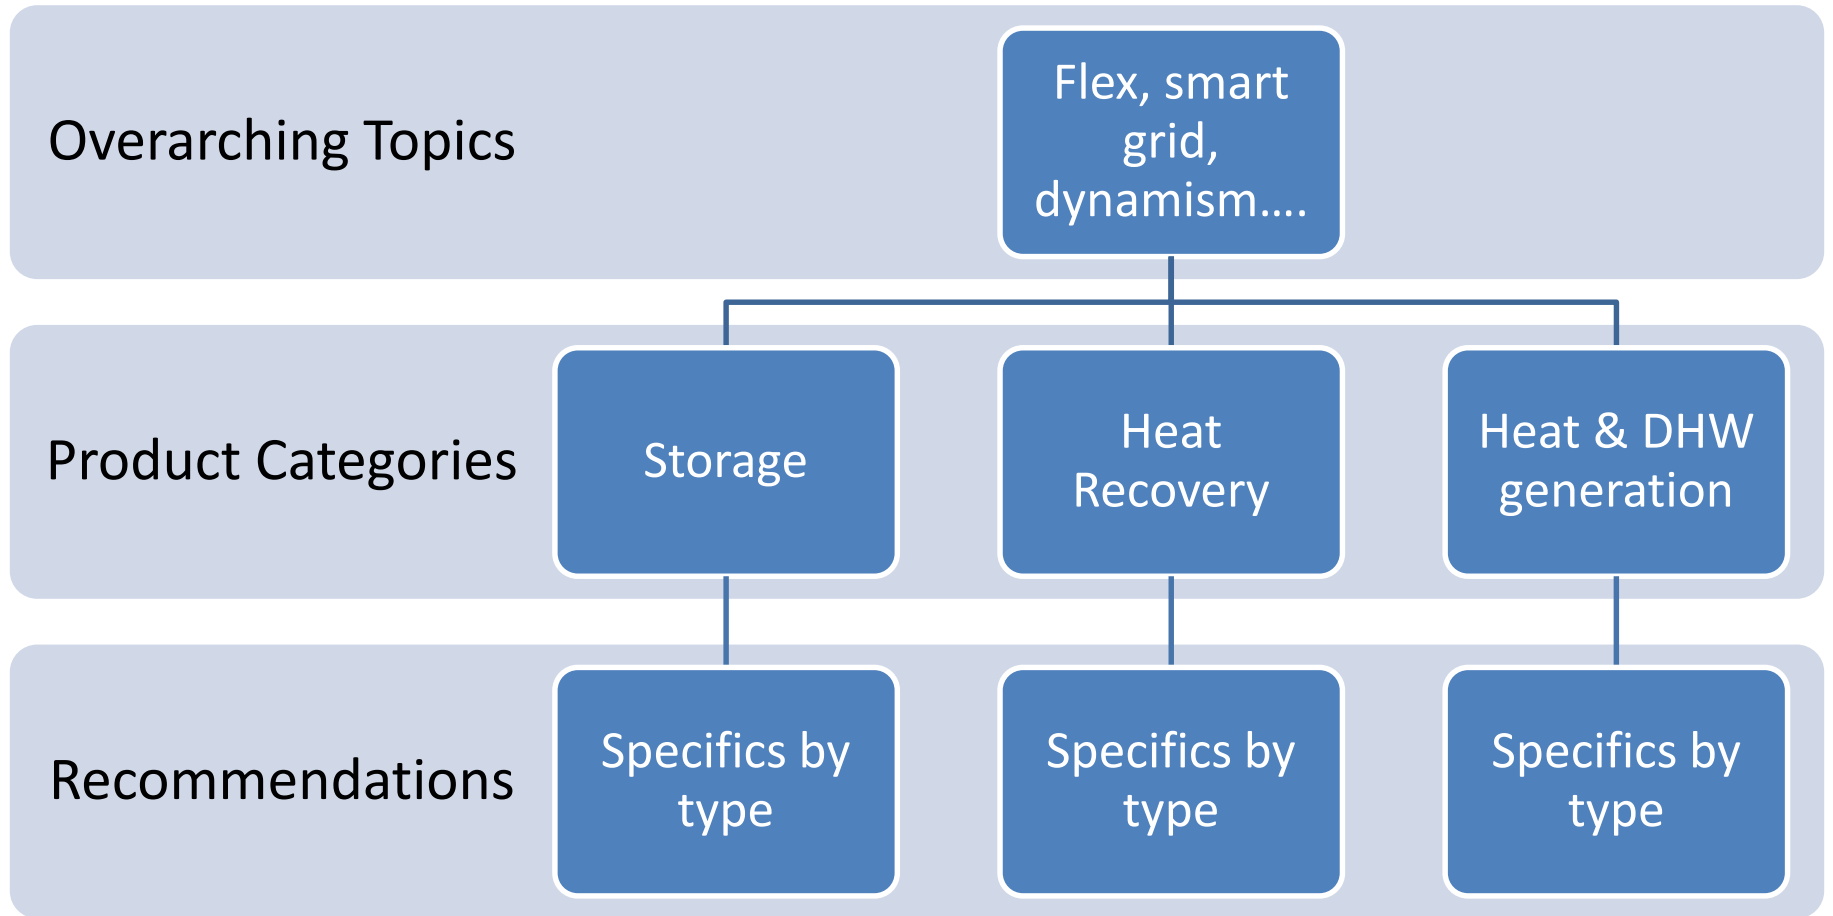 Overarching Topics
Flex, smart
grid,
dynamism....
Product Categories
Storage
Heat
Recovery
Heat & DHW
generation
Recommendations
Specifics by
type
Specifics by
type
Specifics by
type